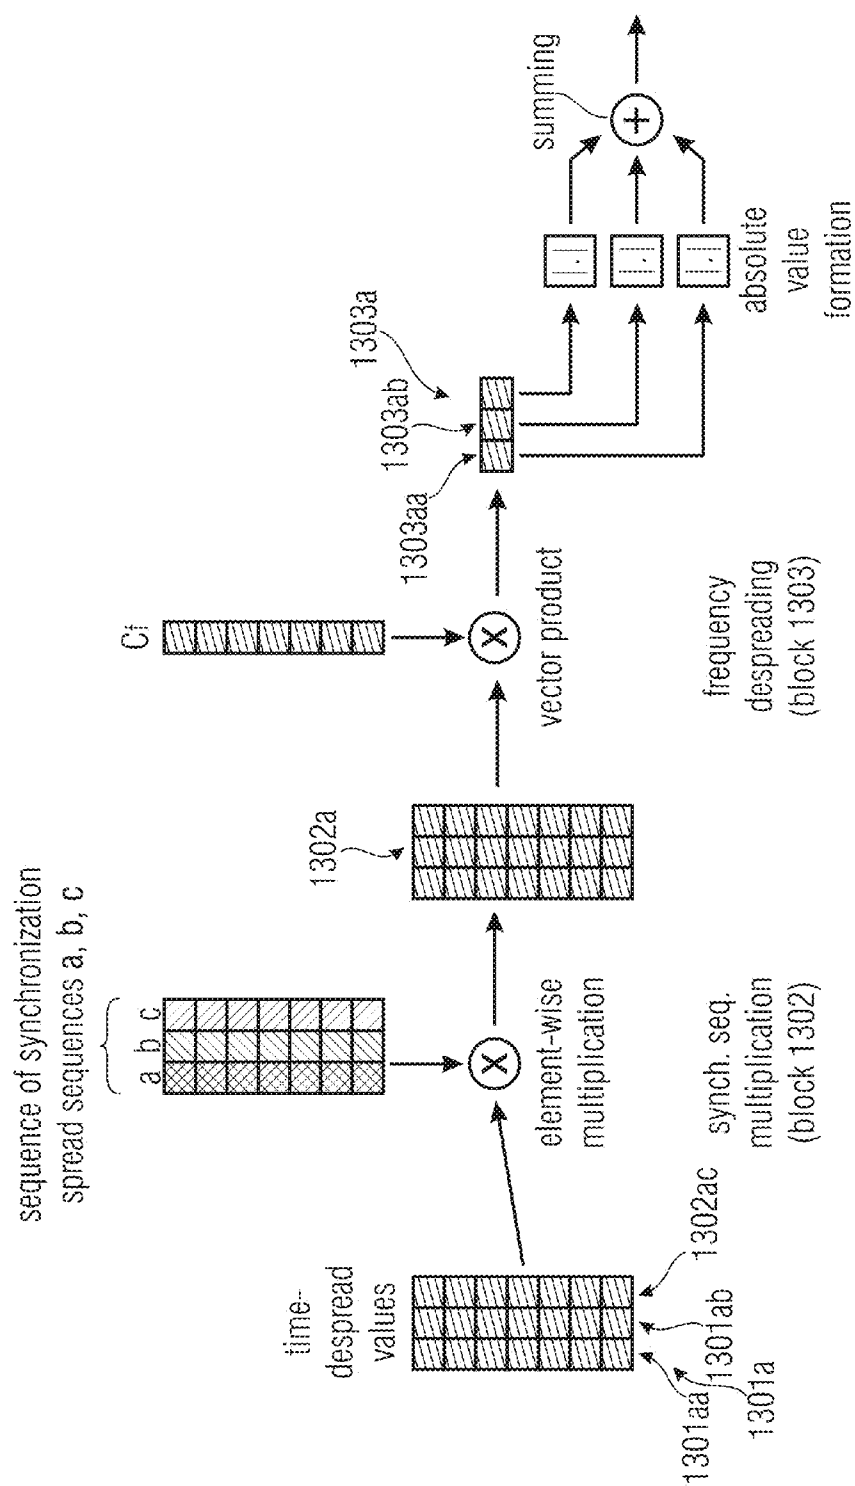 sequence of synchronization
spread sequences a, b, c
a b c
Cf
time-
despread
values
1301aa
1301ab
1302ac
1301a
X
element-wise
multiplication
synch. seq.
multiplication
(block 1302)
1302a
X
vector product
frequency
despreading
(block 1303)
1303aa
1303ab
1303a
|.|
|.|
|.|
absolute
value
formation
summing
+